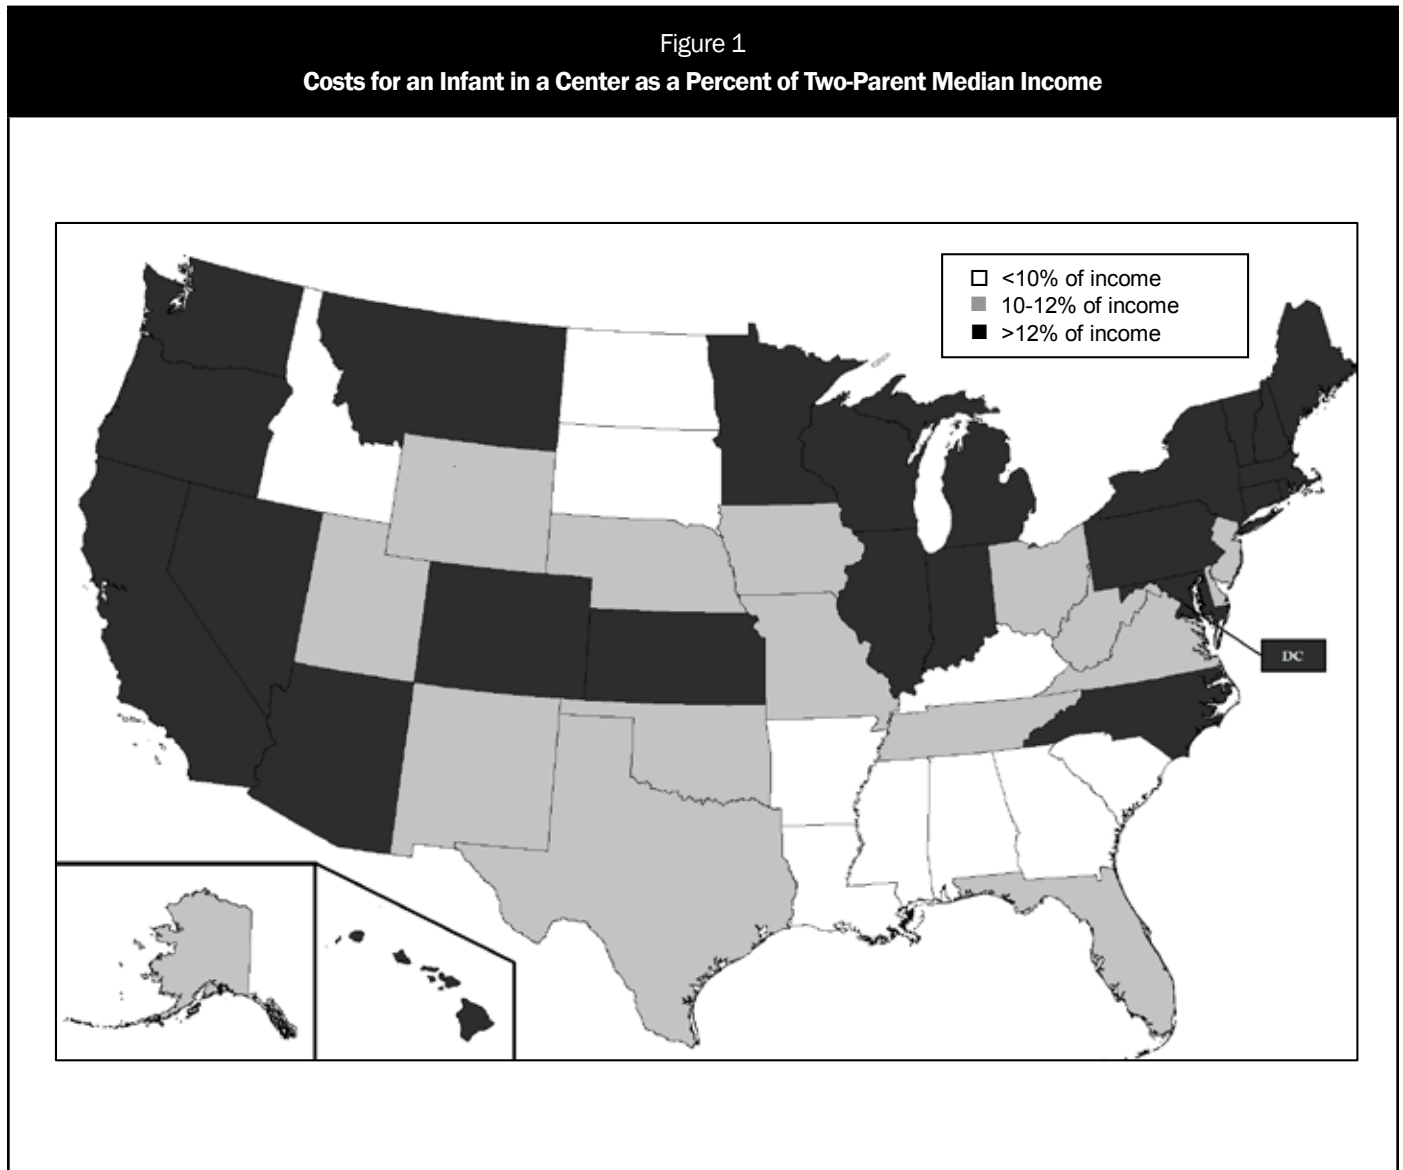 Figure 1
Costs for an Infant in a Center as a Percent of Two-Parent Median Income
<10% of income
10-12% of income
>12% of income
DC